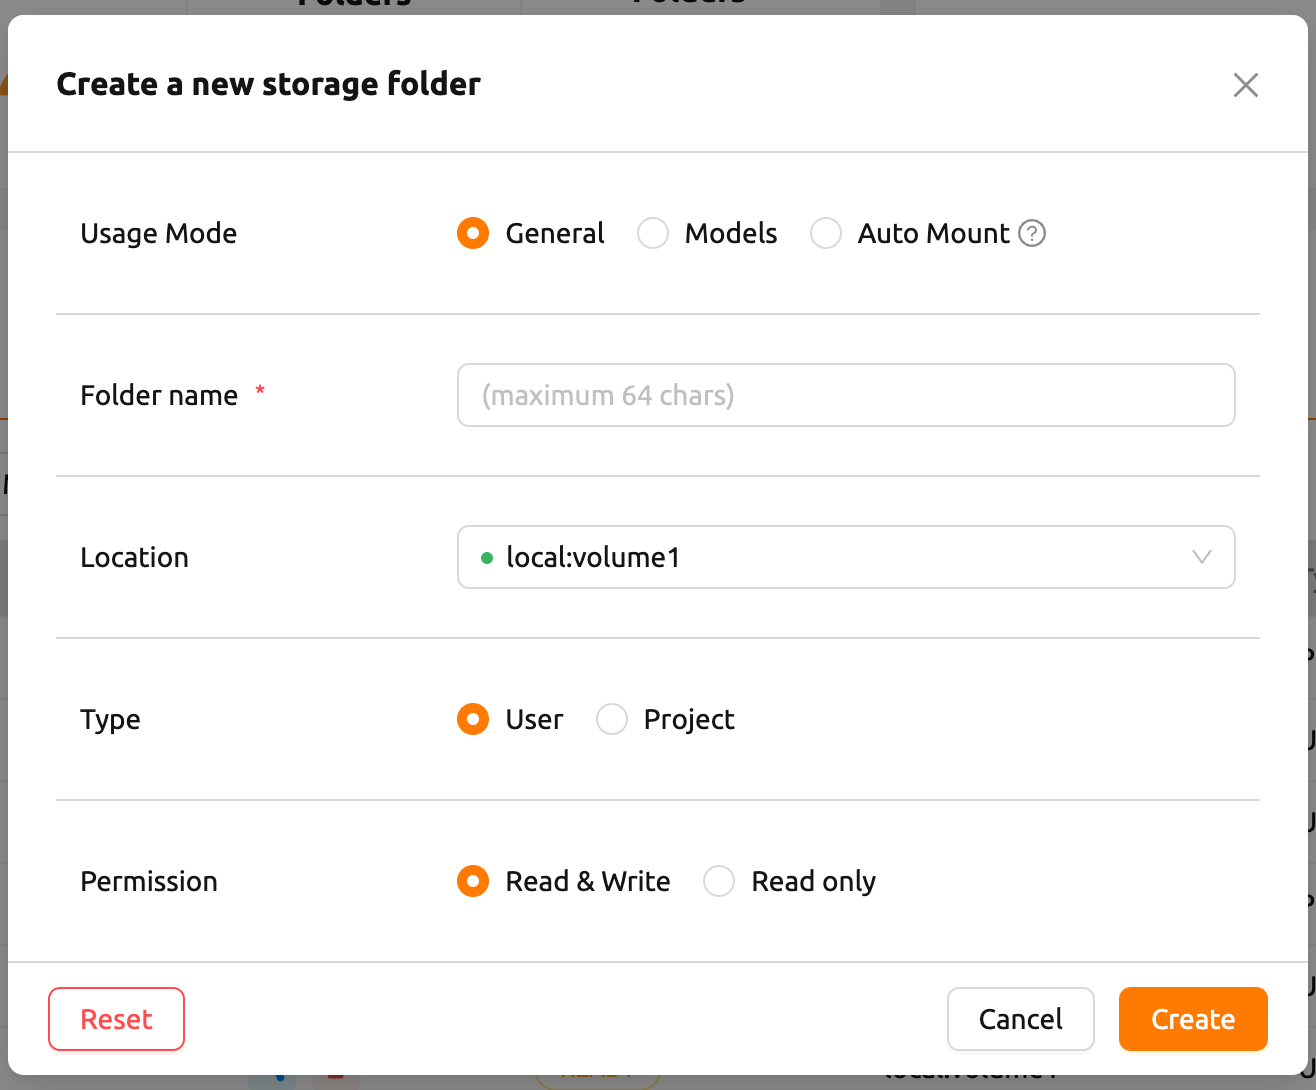 Create a new storage folder
Usage Mode General Models Auto Mount ?
Folder name * (maximum 64 chars)
Location local:volume1
Type User Project
Permission Read & Write Read only
Reset Cancel Create